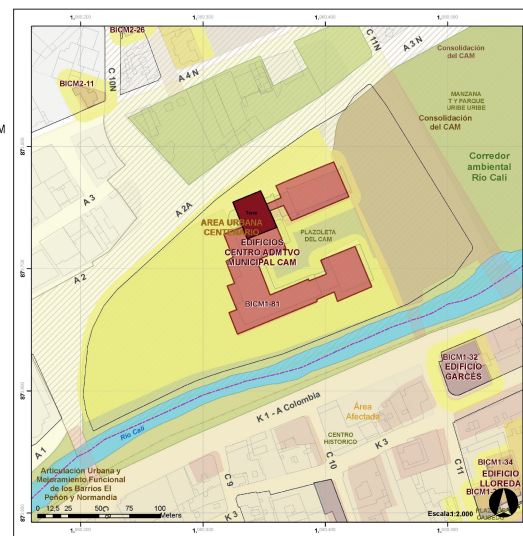 BICM2-26
BICM2-11
C 10N
A 4 N
C 11N
A 3 N
Consolidación
del CAM
MANZANA
T Y PARQUE
URIBE URIBE
Consolidación
del CAM
Corredor
ambiental
Río Cali
M
A 3
A 2A
A 2
AREA URBANA
CENTENARIO
EDIFICIOS
CENTRO ADMTVO
MUNICIPAL CAM
PLAZOLETA
DEL CAM
BICM1-81
BICM1-32
EDIFICIO
GARCÉS
K 1 - A Colombia
Área
Afectada
Río Cali
CENTRO
HISTORICO
K 3
A 1
C 9
C 10
C 11
BICM1-34
EDIFICIO
LLOREDA
Articulación Urbana y
Mejoramiento Funcional
de los Barrios El
Peñón y Normandia
K 3
0 12,5 25 50 75 100
Meters
Escala:1:2.000